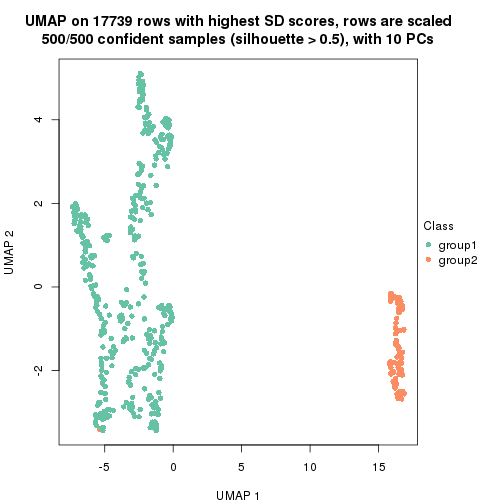 UMAP on 17739 rows with highest SD scores, rows are scaled
500/500 confident samples (silhouette > 0.5), with 10 PCs
4
2
0
-2
UMAP 2
Class
group1
group2
-5
0
5
10
15
UMAP 1